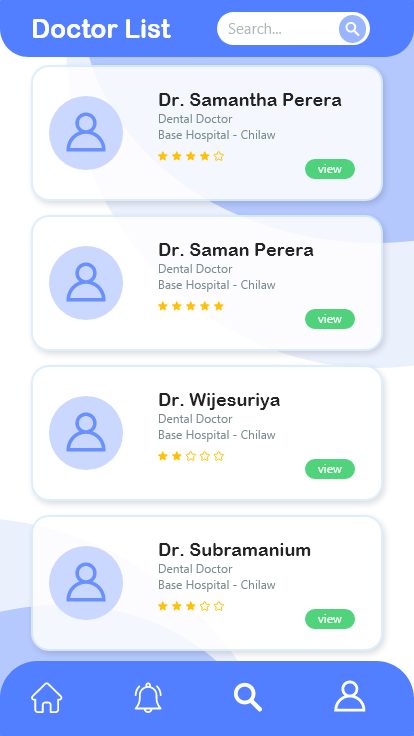 Doctor List
Search...
Dr. Samantha Perera
Dental Doctor
Base Hospital - Chilaw
view
Dr. Saman Perera
Dental Doctor
Base Hospital - Chilaw
view
Dr. Wijesuriya
Dental Doctor
Base Hospital - Chilaw
view
Dr. Subramanium
Dental Doctor
Base Hospital - Chilaw
view